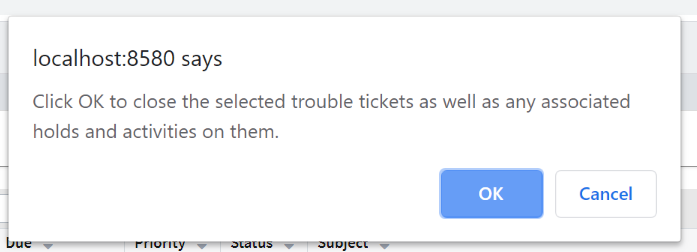 localhost:8580 says
Click OK to close the selected trouble tickets as well as any associated
holds and activities on them.
OK Cancel
Due Priority Status Subject